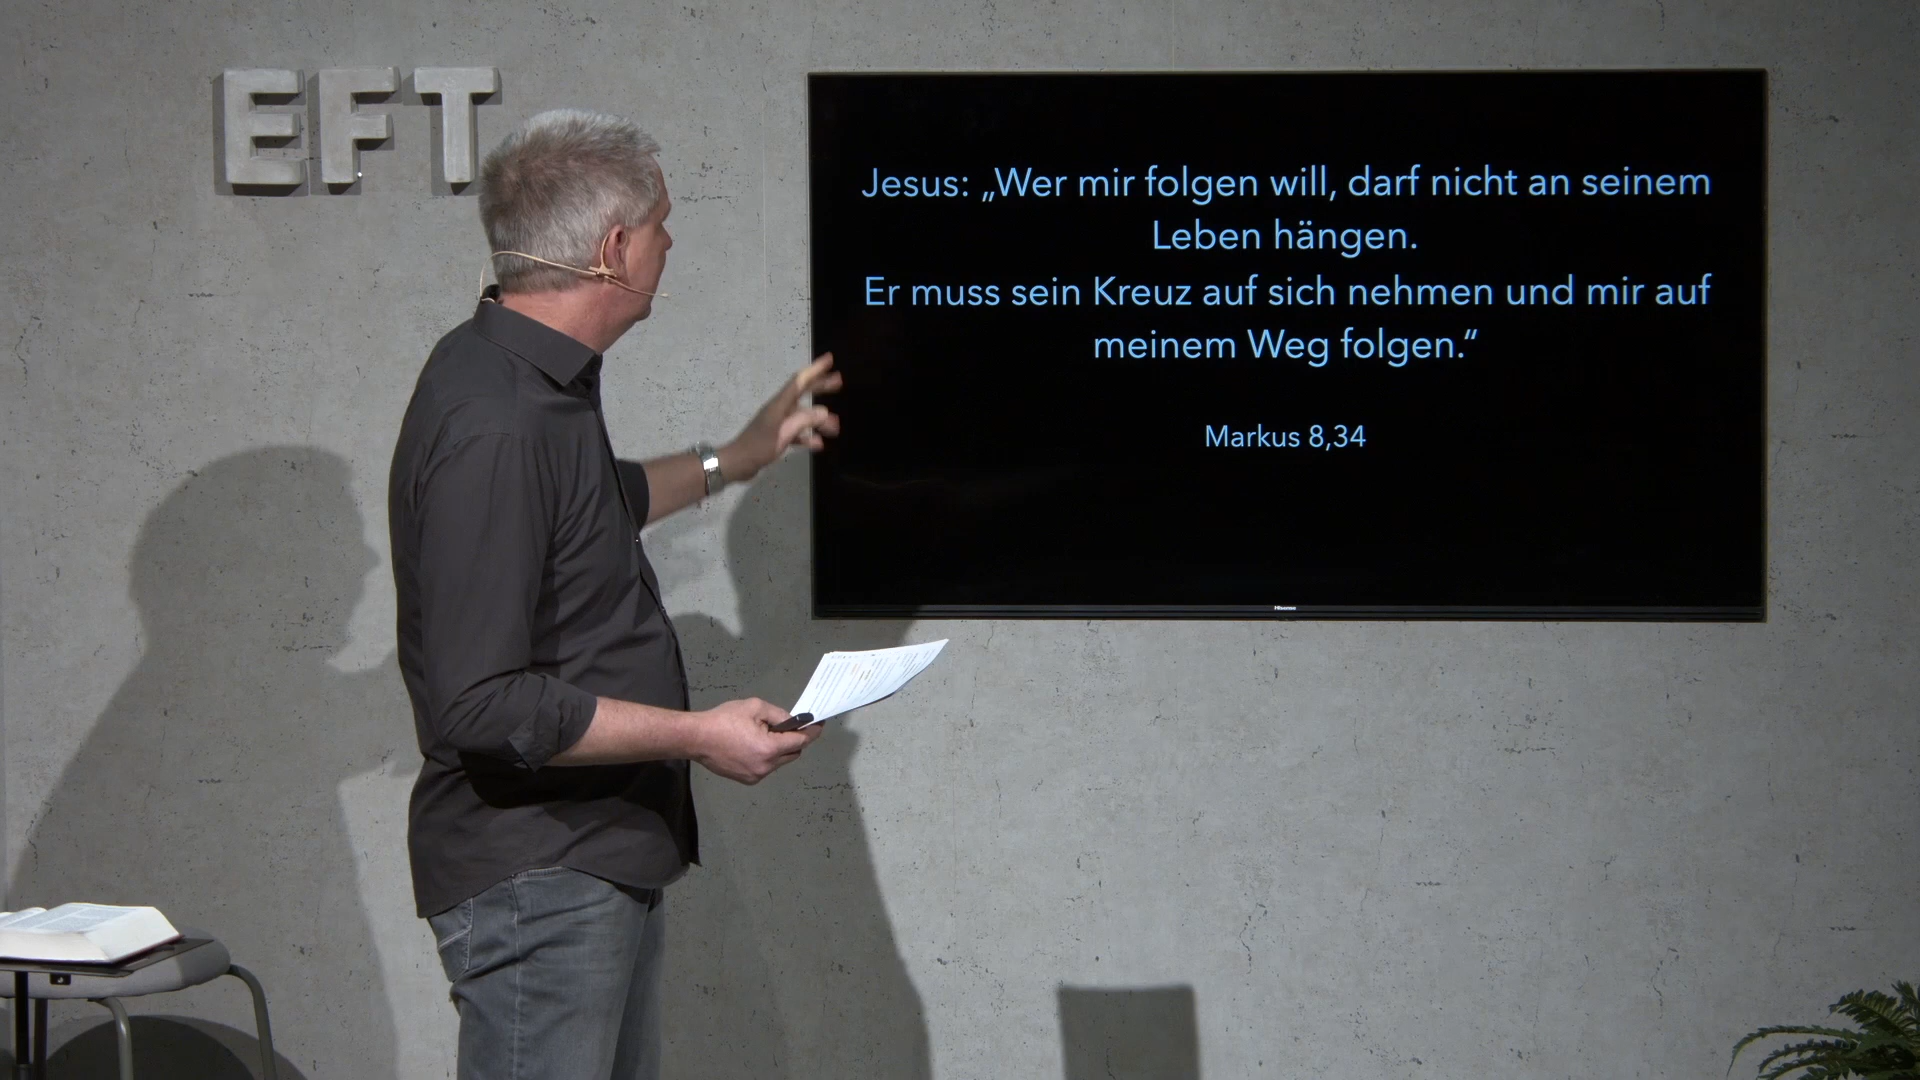 EFT
Jesus: „Wer mir folgen will, darf nicht an seinem
Leben hängen.
Er muss sein Kreuz auf sich nehmen und mir auf
meinem Weg folgen.“
Markus 8,34
Hisense